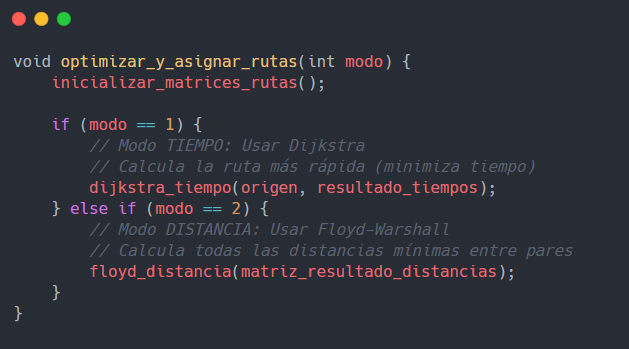 void optimizar_y_asignar_rutas(int modo) {
    inicializar_matrices_rutas();

    if (modo == 1) {
        // Modo TIEMPO: Usar Dijkstra
        // Calcula la ruta más rápida (minimiza tiempo)
        dijkstra_tiempo(origen, resultado_tiempos);
    } else if (modo == 2) {
        // Modo DISTANCIA: Usar Floyd-Warshall
        // Calcula todas las distancias mínimas entre pares
        floyd_distancia(matriz_resultado_distancias);
    }
}